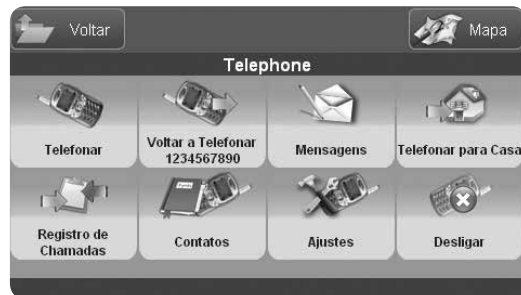 Voltar
Mapa
Telephone
Telefonar
Voltar a Telefonar
1234567890
Mensagens
Telefonar para Casa
Registro de
Chamadas
Contatos
Ajustes
Desligar